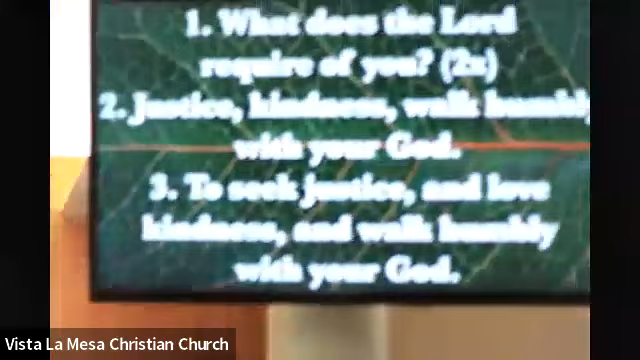 1. What does the Lord
require of you? (2x)
2. Justice, kindness, walk humbly
with your God.
3. To seek justice, and love
kindness, and walk humbly
with your God.
Vista La Mesa Christian Church